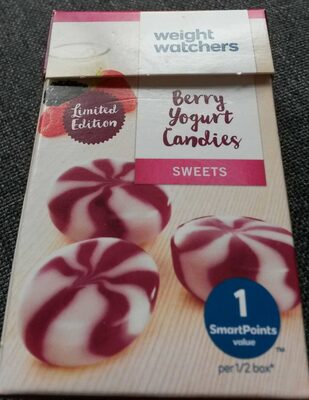 weight
watchers
Limited
Edition
Berry
Yogurt
Candies
SWEETS
1
SmartPoints
value
™
per 1/2 box*